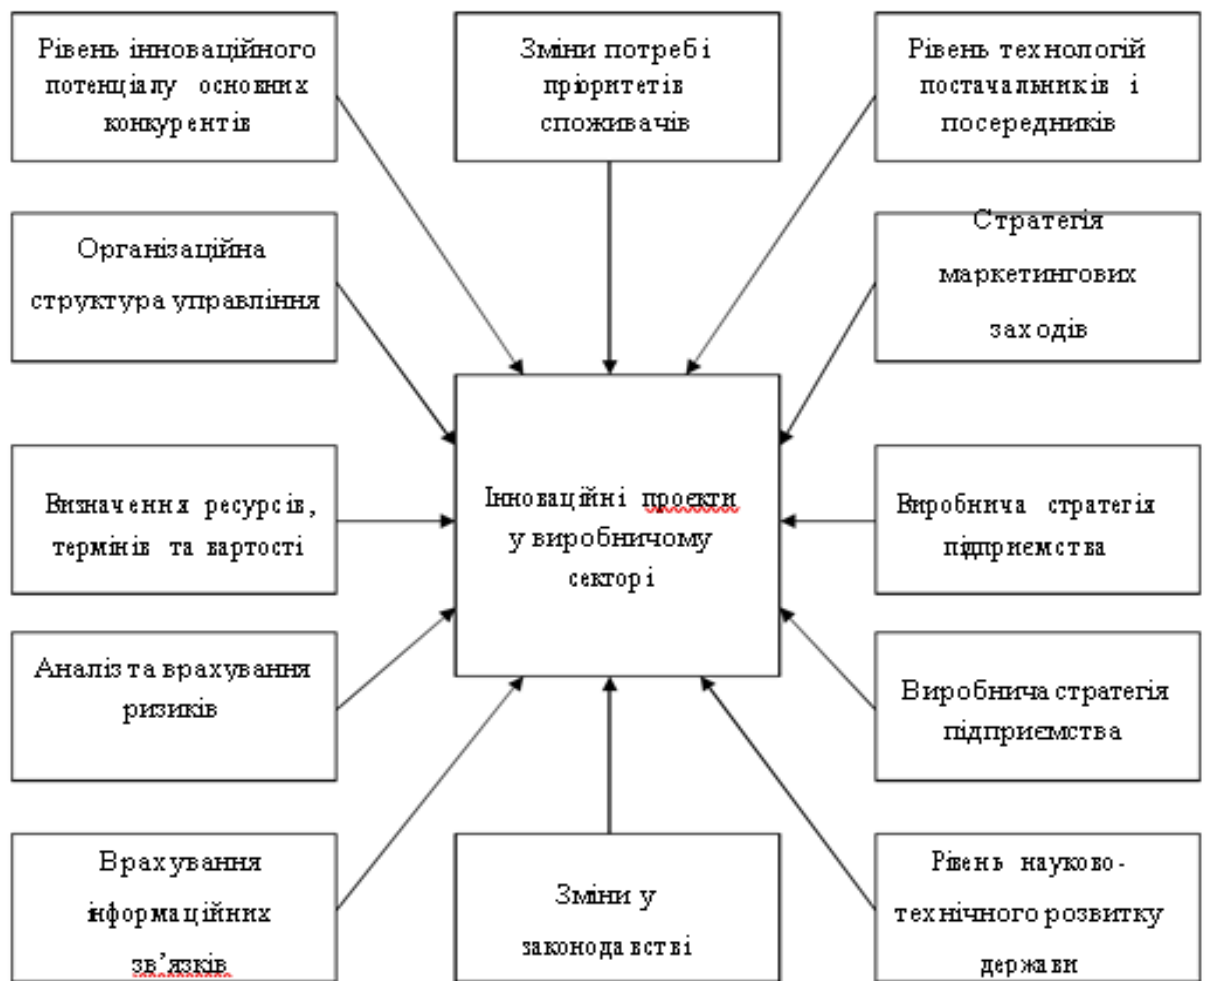 Рівень інноваційного
потенціалу основних
конкурентів
Зміни потреб і
пріоритетів
споживачів
Рівень технологій
постачальників і
посередників
Організаційна
структура управління
Стратегія
маркетингових
заходів
Визначення ресурсів,
термінів та вартості
Інноваційні проекти
у виробничому
секторі
Виробнича стратегія
підприємства
Аналіз та врахування
ризиків
Виробнича стратегія
підприємства
Врахування
інформаційних
зв’язків
Зміни у
законодавстві
Рівень науково-
технічного розвитку
держави